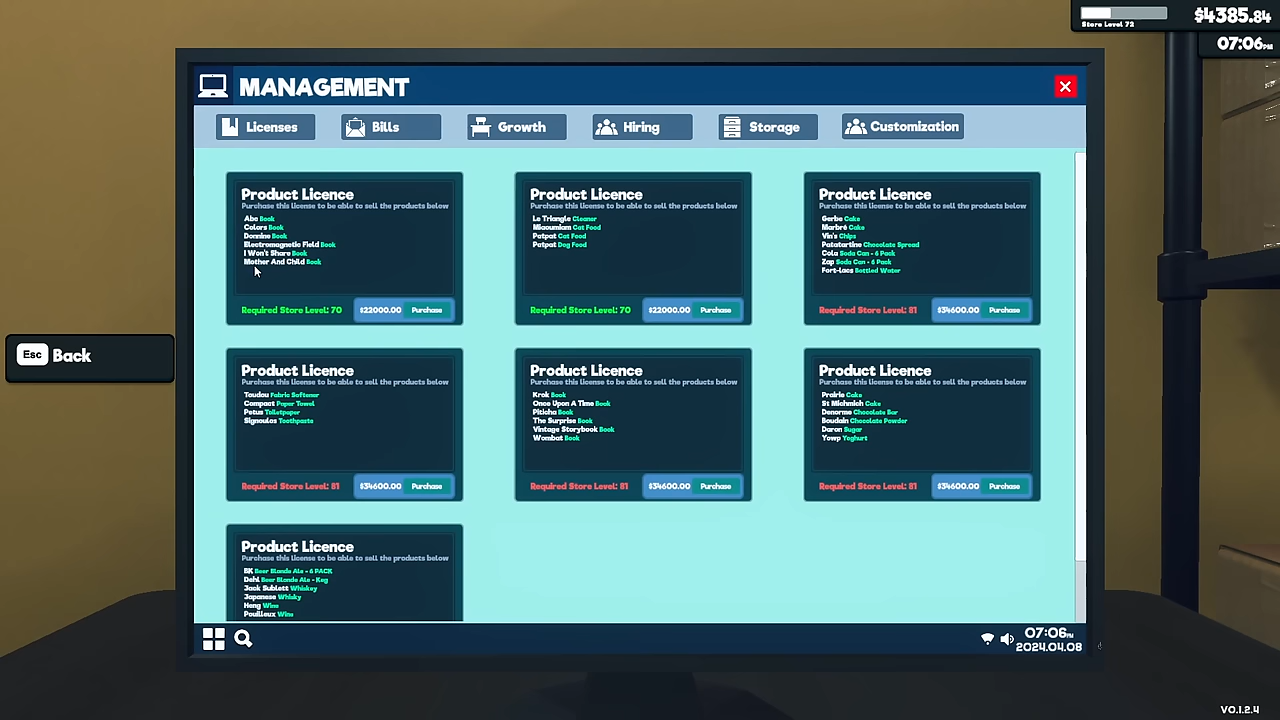 $4385.84
Store Level 72
07:06PM
MANAGEMENT
Licenses
Bills
Growth
Hiring
Storage
Customization
Product Licence
Purchase this license to be able to sell the products below
Abc Book
Colors Book
Domino Book
Electromagnetic Field Book
I Won't Share Book
Mother And Child Book
Required Store Level: 70
$22000.00
Purchase
Product Licence
Purchase this license to be able to sell the products below
Le Triangle Cleaner
Miaoumiam Cat Food
Patpat Cat Food
Patpat Dog Food
Required Store Level: 70
$22000.00
Purchase
Product Licence
Purchase this license to be able to sell the products below
Gerbe Cake
Marbré Cake
Vin's Chips
Patatartine Chocolate Spread
Cola Soda Can - 6 Pack
Zap Soda Can - 6 Pack
Fort-lacs Bottled Water
Required Store Level: 81
$34600.00
Purchase
Esc Back
Product Licence
Purchase this license to be able to sell the products below
Toudou Fabric Softener
Compact Paper Towel
Petus Toiletpaper
Signoulos Toothpaste
Required Store Level: 81
$34600.00
Purchase
Product Licence
Purchase this license to be able to sell the products below
Krok Book
Once Upon A Time Book
Piticha Book
The Surprise Book
Vintage Storybook Book
Wombat Book
Required Store Level: 81
$34600.00
Purchase
Product Licence
Purchase this license to be able to sell the products below
Prairie Cake
St Michmich Cake
Denorme Chocolate Bar
Boudain Chocolate Powder
Daron Sugar
Yowp Yoghurt
Required Store Level: 81
$34600.00
Purchase
Product Licence
Purchase this license to be able to sell the products below
BK Beer Blonde Ale - 6 PACK
Dehl Beer Blonde Ale - Keg
Jack Sublett Whiskey
Japanese Whisky
Heng Wine
Pouilleux Wine
07:06PM
2024.04.08
V0.1.2.4